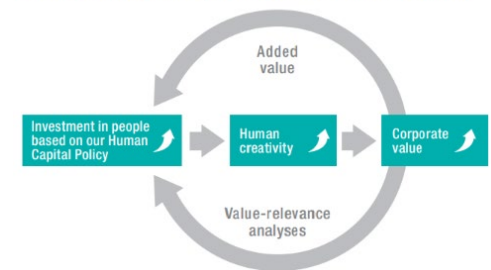 Added
value
Investment in people
based on our Human
Capital Policy
Human
creativity
Corporate
value
Value-relevance
analyses